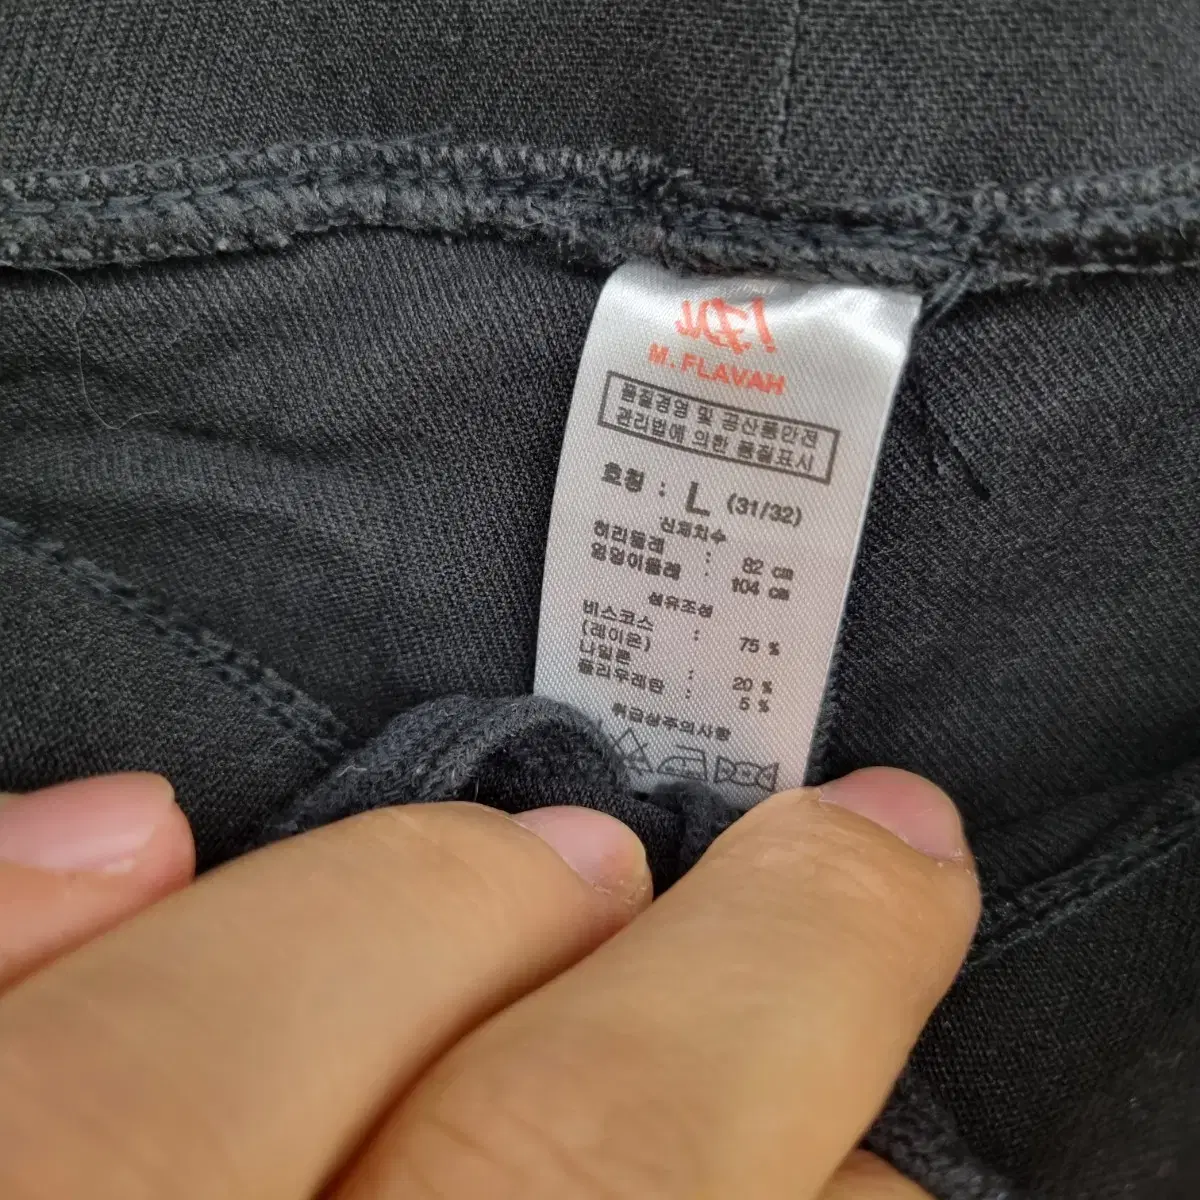 M.FLAVAH
품질경영 및 공산품안전
관리법에 의한 품질표시
호칭 : L (31/32)
신체치수
허리둘레 : 82 cm
엉덩이둘레 : 104 cm
섬유조성
비스코스
(레이온) : 75 %
나일론 : 20 %
폴리우레탄 : 5 %
취급상주의사항